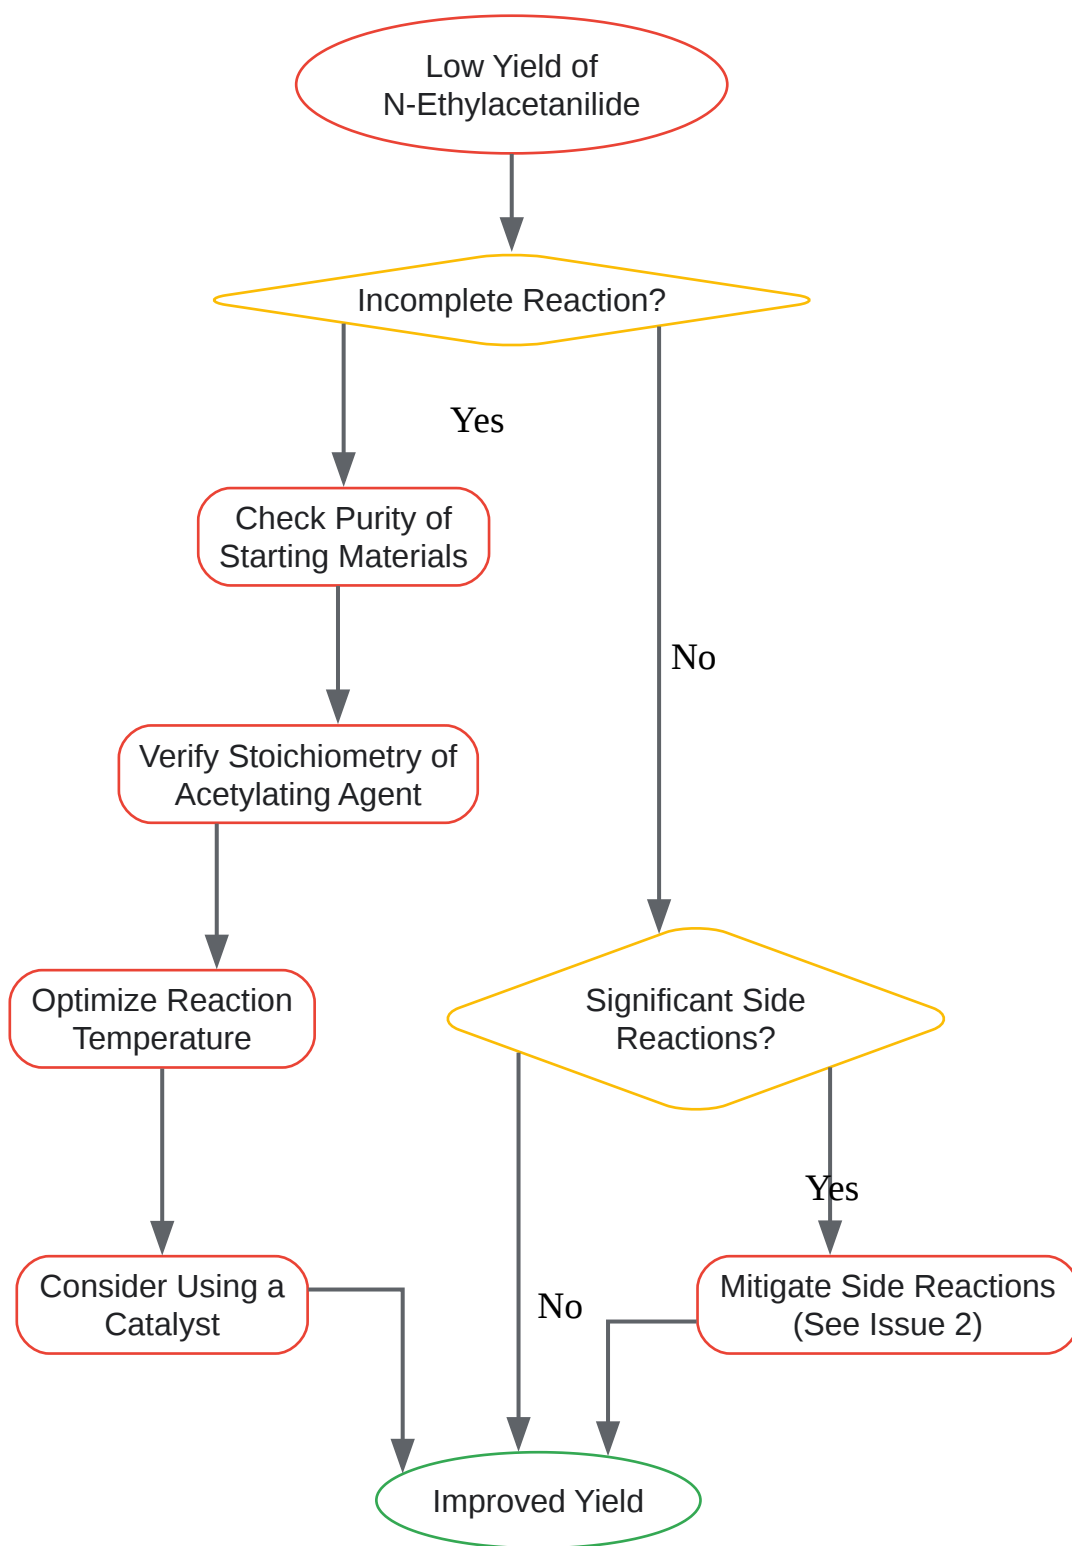 Low Yield of
N-Ethylacetanilide
Incomplete Reaction?
Yes
Check Purity of
Starting Materials
No
Verify Stoichiometry of
Acetylating Agent
Optimize Reaction
Temperature
Significant Side
Reactions?
Yes
Consider Using a
Catalyst
No
Mitigate Side Reactions
(See Issue 2)
Improved Yield